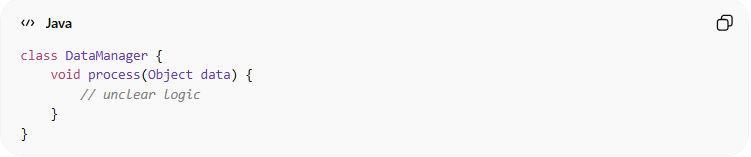 </> Java
class DataManager {
    void process(Object data) {
        // unclear logic
    }
}